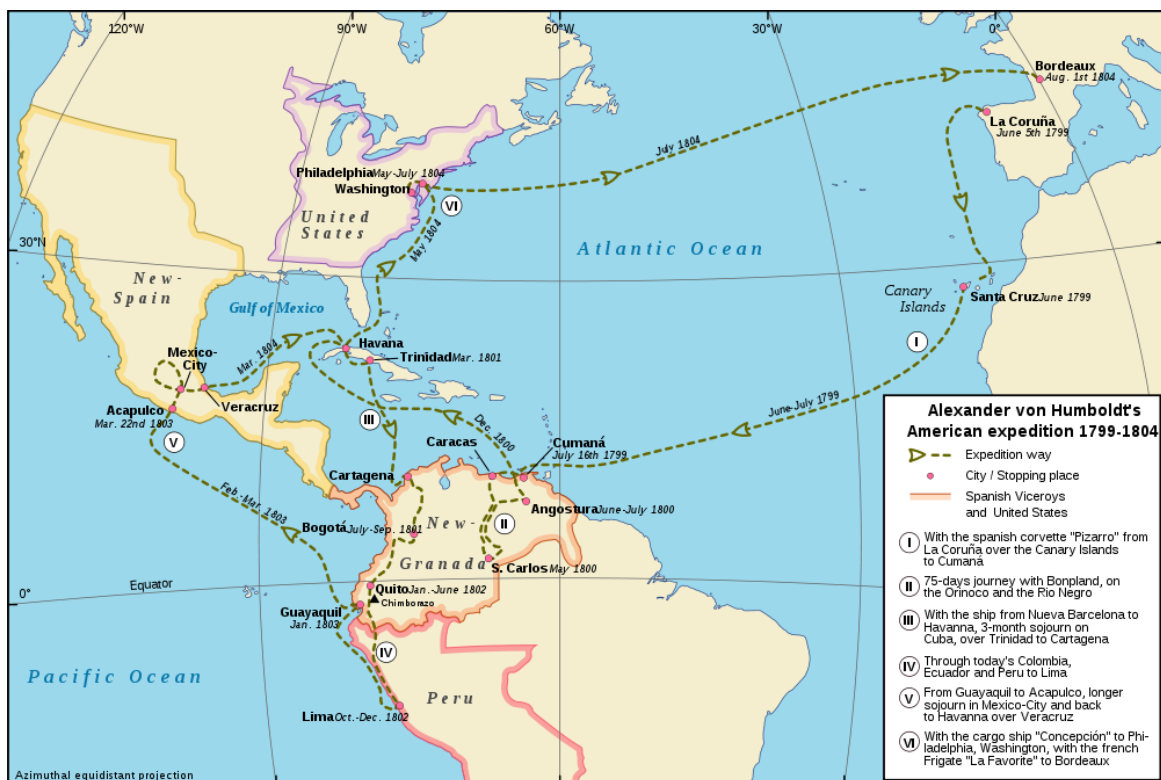 120°W
90°W
60°W
30°W
0°
Bordeaux
Aug. 1st 1804
La Coruña
June 5th 1799
July 1804
Philadelphia May-July 1804
Washington
VI
United
States
May 1804
30°N
Atlantic Ocean
New-
Spain
Gulf of Mexico
Canary
Islands
Santa Cruz June 1799
I
Mexico-
City
Mar. 1804
Havana
Trinidad Mar. 1801
Veracruz
Acapulco
Mar. 22nd 1803
V
III
June-July 1799
Dec. 1800
Caracas
Cumaná
July 16th 1799
Cartagena
Feb.-Mar. 1803
Angostura June-July 1800
II
Bogotá July-Sep. 1801
New-
Granada
S. Carlos May 1800
Equator
0°
Quito Jan.-June 1802
Chimborazo
Guayaquil
Jan. 1803
IV
Pacific Ocean
Peru
Lima Oct.-Dec. 1802
Azimuthal equidistant projection
Alexander von Humboldt's
American expedition 1799-1804
Expedition way
City / Stopping place
Spanish Viceroys
and United States
I With the spanish corvette "Pizarro" from
La Coruña over the Canary Islands
to Cumaná
II 75-days journey with Bonpland, on
the Orinoco and the Rio Negro
III With the ship from Nueva Barcelona to
Havanna, 3-month sojourn on
Cuba, over Trinidad to Cartagena
IV Through today's Colombia,
Ecuador and Peru to Lima
V From Guayaquil to Acapulco, longer
sojourn in Mexico-City and back
to Havanna over Veracruz
VI With the cargo ship "Concepción" to Phi-
ladelphia, Washington, with the french
Frigate "La Favorite" to Bordeaux